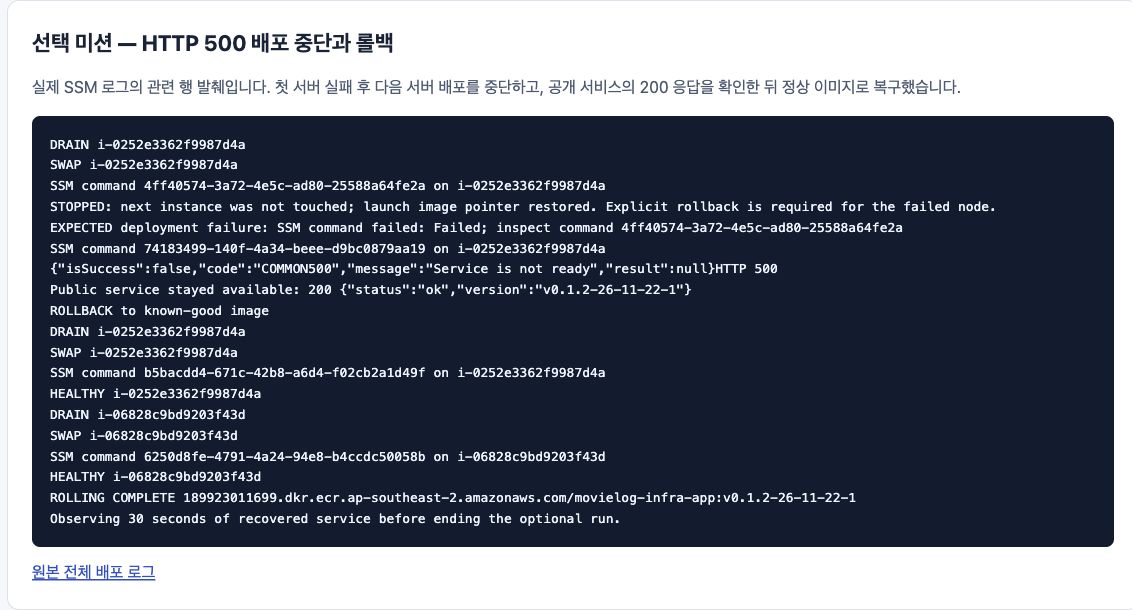 선택 미션 — HTTP 500 배포 중단과 롤백
실제 SSM 로그의 관련 행 발췌입니다. 첫 서버 실패 후 다음 서버 배포를 중단하고, 공개 서비스의 200 응답을 확인한 뒤 정상 이미지로 복구했습니다.
DRAIN i-0252e3362f9987d4a
SWAP i-0252e3362f9987d4a
SSM command 4ff40574-3a72-4e5c-ad80-25588a64fe2a on i-0252e3362f9987d4a
STOPPED: next instance was not touched; launch image pointer restored. Explicit rollback is required for the failed node.
EXPECTED deployment failure: SSM command failed: Failed; inspect command 4ff40574-3a72-4e5c-ad80-25588a64fe2a
SSM command 74183499-140f-4a34-beee-d9bc0879aa19 on i-0252e3362f9987d4a
{"isSuccess":false,"code":"COMMON500","message":"Service is not ready","result":null}HTTP 500
Public service stayed available: 200 {"status":"ok","version":"v0.1.2-26-11-22-1"}
ROLLBACK to known-good image
DRAIN i-0252e3362f9987d4a
SWAP i-0252e3362f9987d4a
SSM command b5bacdd4-671c-42b8-a6d4-f02cb2a1d49f on i-0252e3362f9987d4a
HEALTHY i-0252e3362f9987d4a
DRAIN i-06828c9bd9203f43d
SWAP i-06828c9bd9203f43d
SSM command 6250d8fe-4791-4a24-94e8-b4ccdc50058b on i-06828c9bd9203f43d
HEALTHY i-06828c9bd9203f43d
ROLLING COMPLETE 189923011699.dkr.ecr.ap-southeast-2.amazonaws.com/movielog-infra-app:v0.1.2-26-11-22-1
Observing 30 seconds of recovered service before ending the optional run.
원본 전체 배포 로그